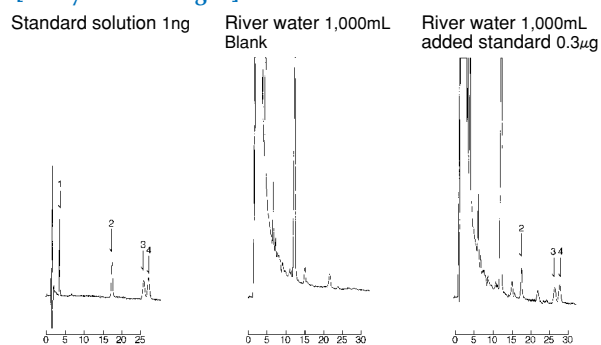 Standard solution 1ng
River water 1,000mL
Blank
River water 1,000mL
added standard 0.3μg
1
2
3 4
2
3 4
0 5 10 15 20 25
0 5 10 15 20 25 30
0 5 10 15 20 25 30